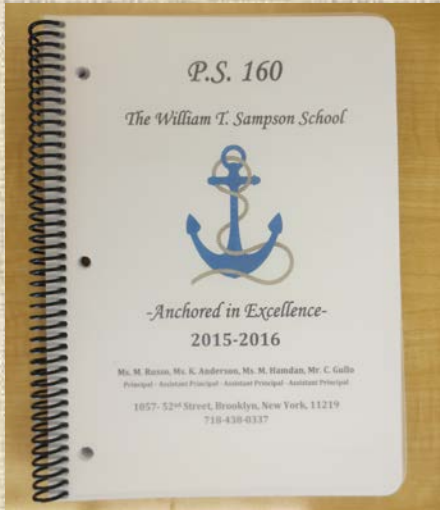 P.S. 160
The William T. Sampson School
-Anchored in Excellence-
2015-2016
Ms. M. Russo, Ms. K. Anderson, Ms. M. Hamdan, Mr. C. Gullo
Principal - Assistant Principal - Assistant Principal - Assistant Principal
1057- 52nd Street, Brooklyn, New York, 11219
718-438-0337